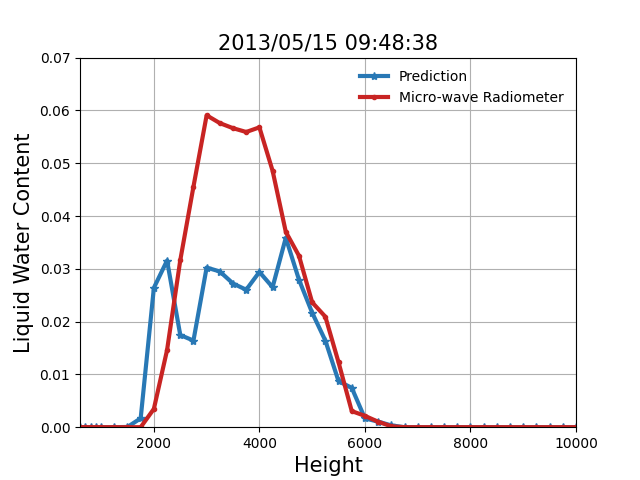 2013/05/15 09:48:38
Prediction
Micro-wave Radiometer
Liquid Water Content
0.07
0.06
0.05
0.04
0.03
0.02
0.01
0.00
2000 4000 6000 8000 10000
Height